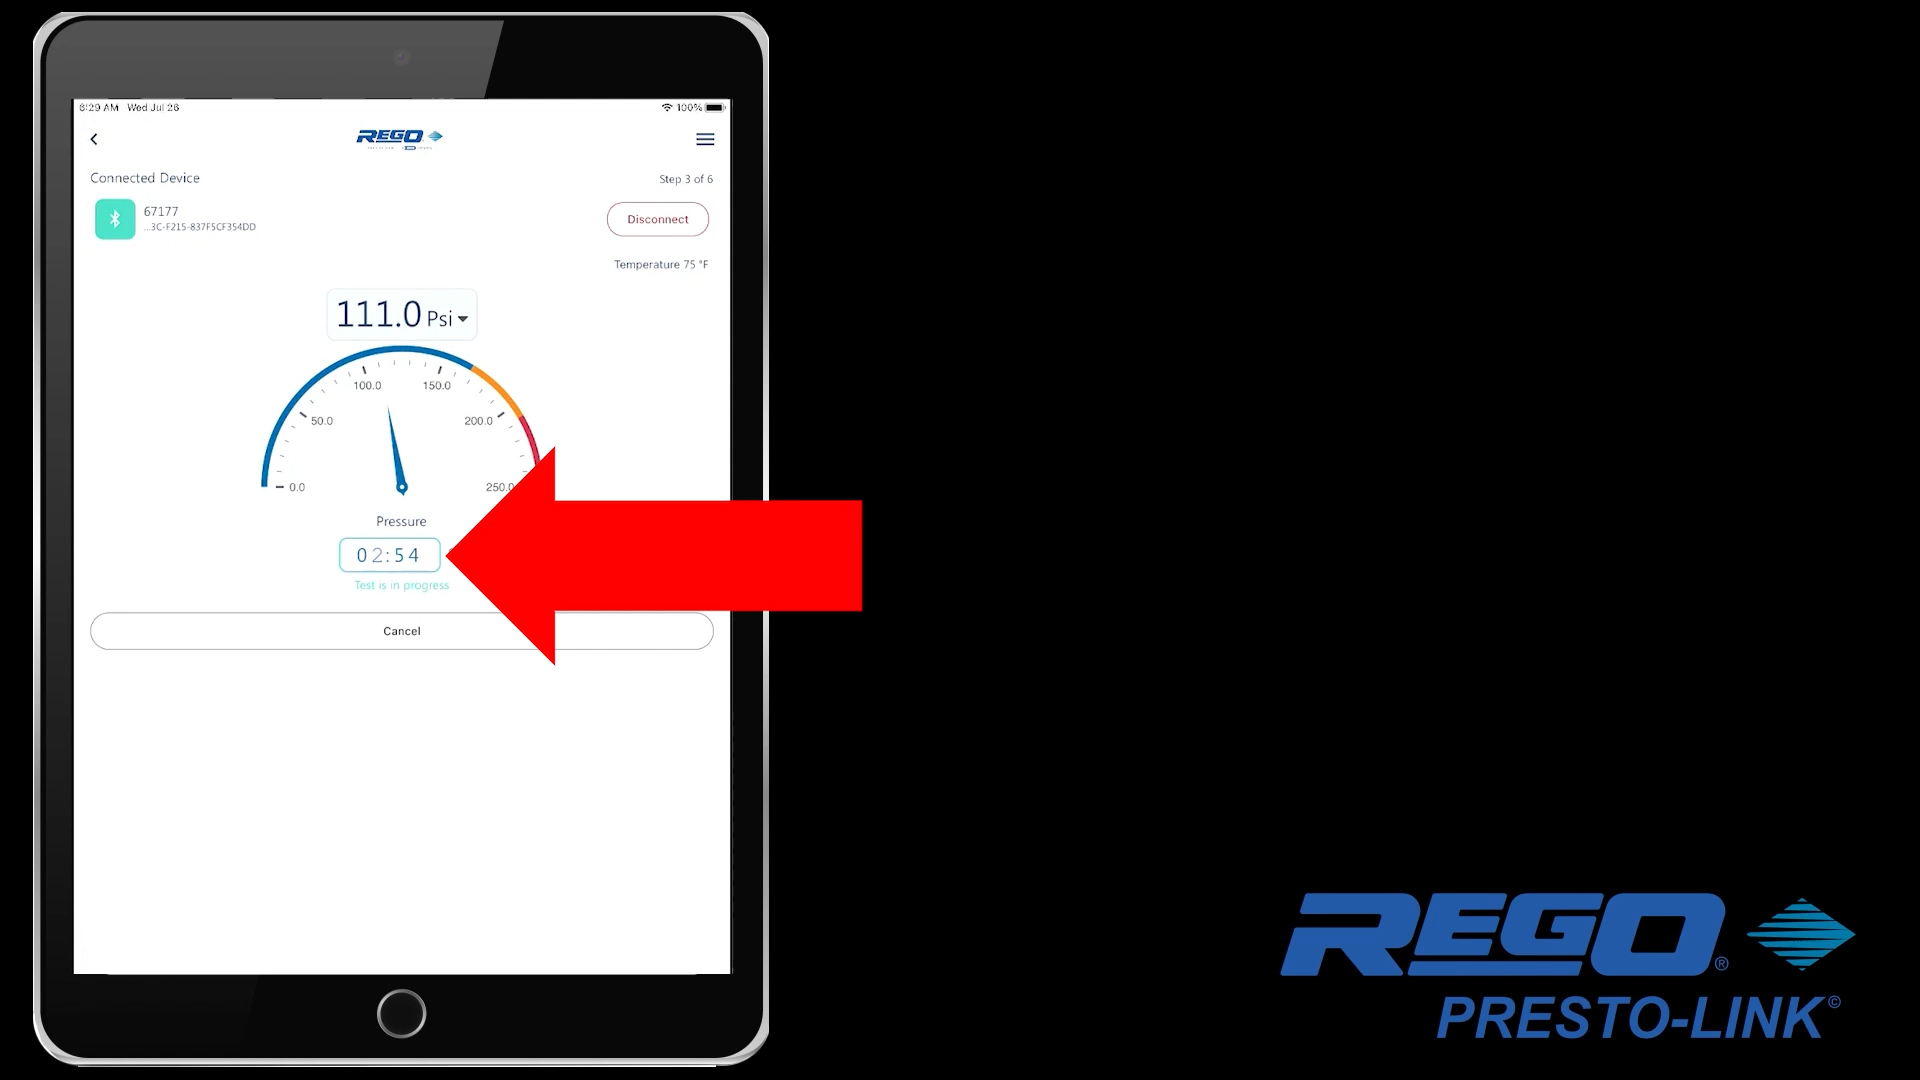 8:29 AM Wed Jul 26
100%
REGO
Connected Device
Step 3 of 6
67177
...3C-F215-837F5CF354DD
Disconnect
Temperature 75 °F
111.0 Psi
100.0
150.0
50.0
200.0
0.0
250.0
Pressure
02:54
Test is in progress
Cancel
REGO®
PRESTO-LINK©